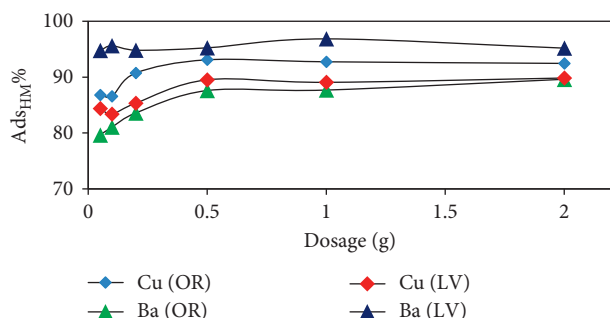 100
90
80
70
Ads_HM%
0
0.5
1
1.5
2
Dosage (g)
Cu (OR)
Cu (LV)
Ba (OR)
Ba (LV)